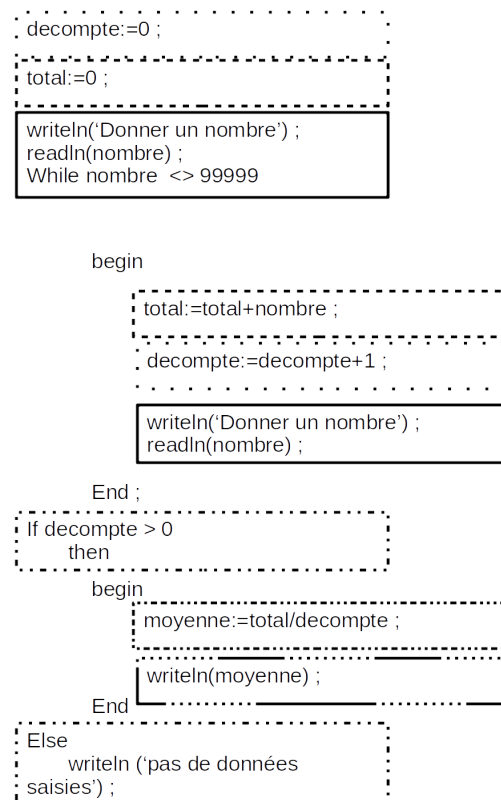 decompte:=0 ;
total:=0 ;
writeln(‘Donner un nombre’) ;
readln(nombre) ;
While nombre <> 99999
begin
total:=total+nombre ;
decompte:=decompte+1 ;
writeln(‘Donner un nombre’) ;
readln(nombre) ;
End ;
If decompte > 0
then
begin
moyenne:=total/decompte ;
writeln(moyenne) ;
End
Else
writeln (‘pas de données
saisies’) ;